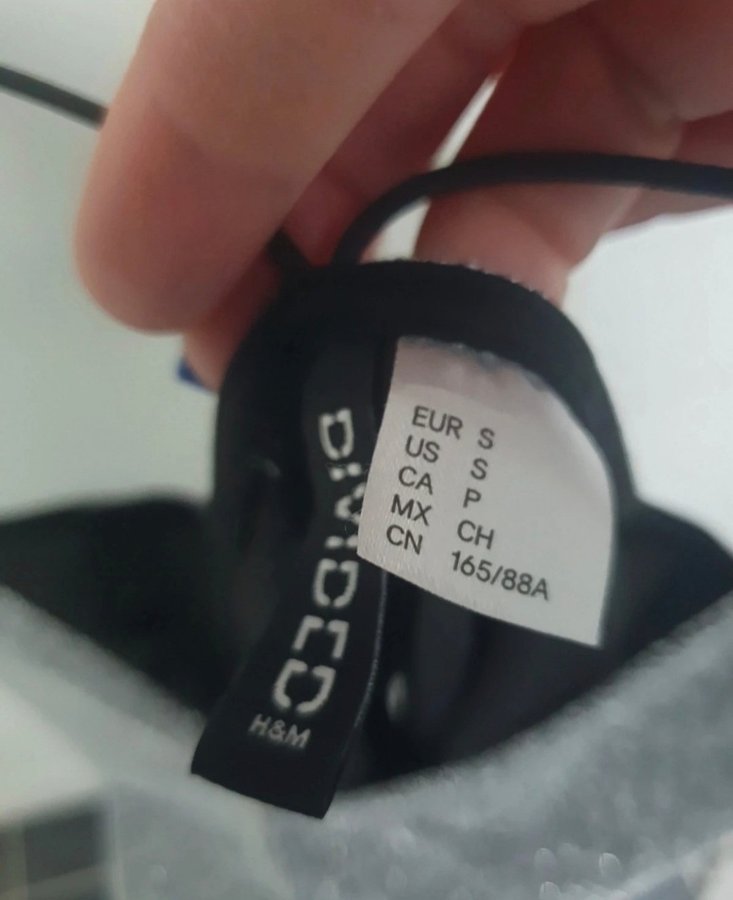 DIVIDED
H&M
EUR S
US S
CA P
MX CH
CN 165/88A